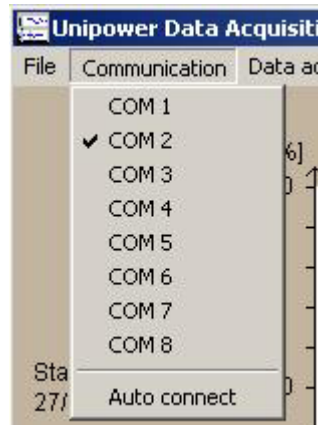 Unipower Data Acquisiti
File Communication Data ac
COM 1
COM 2
%]
COM 3
0
COM 4
COM 5
COM 6
COM 7
COM 8
Sta
Auto connect
27/